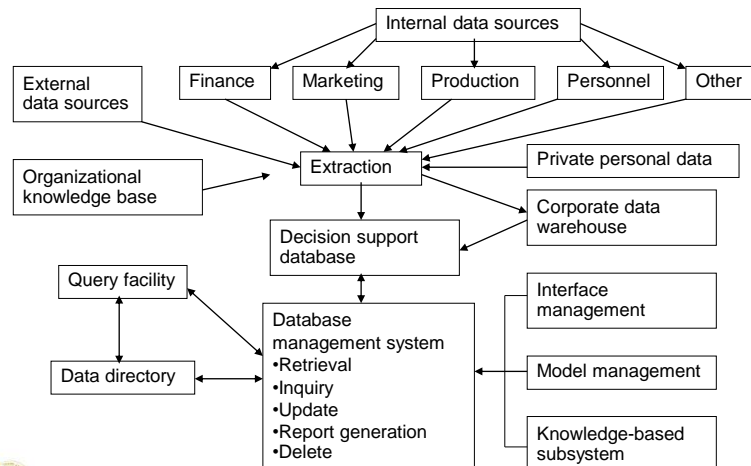 Internal data sources
Finance
Marketing
Production
Personnel
Other
External
data sources
Extraction
Private personal data
Organizational
knowledge base
Corporate data
warehouse
Decision support
database
Query facility
Interface
management
Database
management system
•Retrieval
•Inquiry
•Update
•Report generation
•Delete
Data directory
Model management
Knowledge-based
subsystem